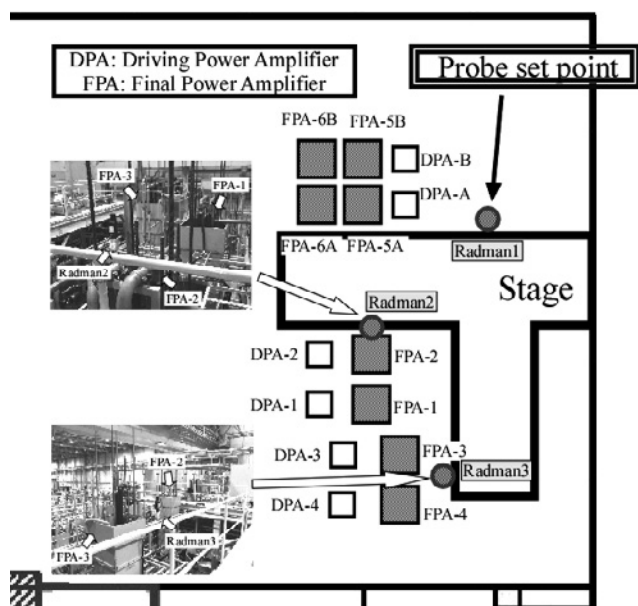 DPA: Driving Power Amplifier
FPA: Final Power Amplifier
Probe set point
FPA-6B
FPA-5B
DPA-B
DPA-A
FPA-6A
FPA-5A
Radman1
Stage
FPA-3
FPA-1
Radman2
FPA-2
Radman2
DPA-2
FPA-2
DPA-1
FPA-1
DPA-3
FPA-3
Radman3
DPA-4
FPA-4
FPA-2
FPA-3
Radman3